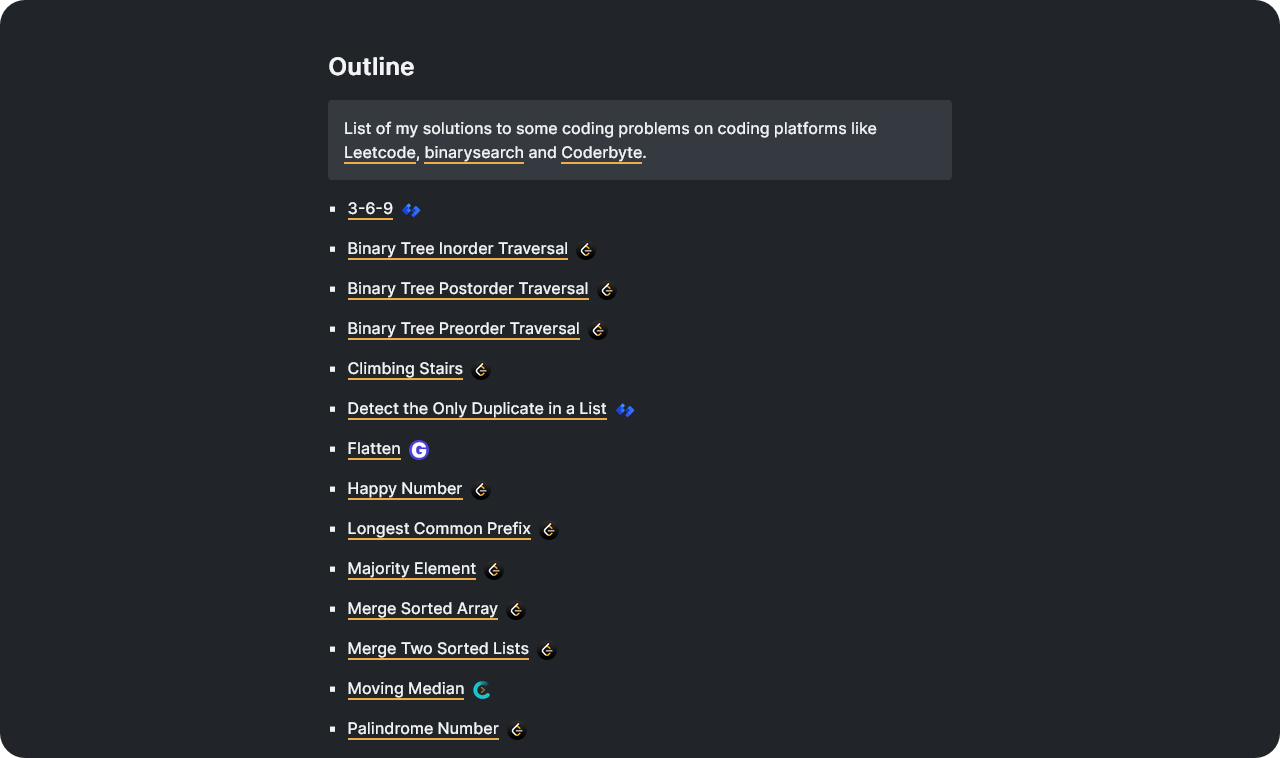 Outline
List of my solutions to some coding problems on coding platforms like
Leetcode, binarysearch and Coderbyte.
3-6-9
Binary Tree Inorder Traversal
Binary Tree Postorder Traversal
Binary Tree Preorder Traversal
Climbing Stairs
Detect the Only Duplicate in a List
Flatten G
Happy Number
Longest Common Prefix
Majority Element
Merge Sorted Array
Merge Two Sorted Lists
Moving Median
Palindrome Number